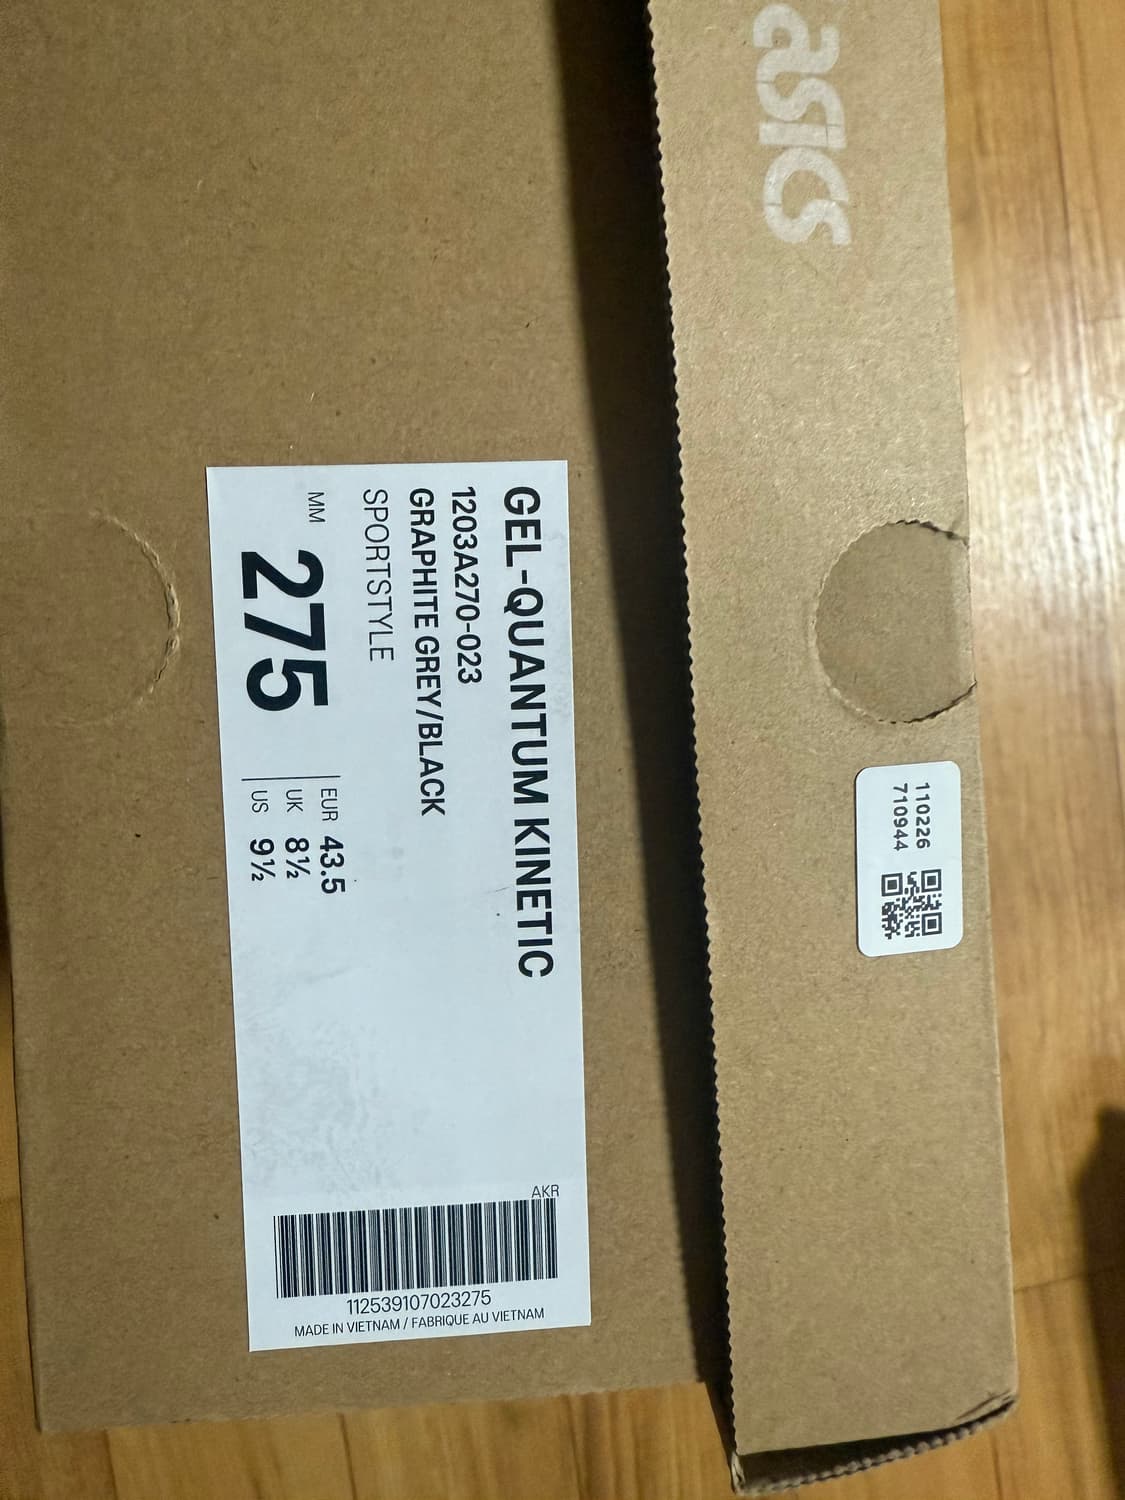 asics
GEL-QUANTUM KINETIC
1203A270-023
GRAPHITE GREY/BLACK
SPORTSTYLE
MM 275
EUR 43.5
UK 8½
US 9½
AKR
112539107023275
MADE IN VIETNAM / FABRIQUE AU VIETNAM
110226
710944